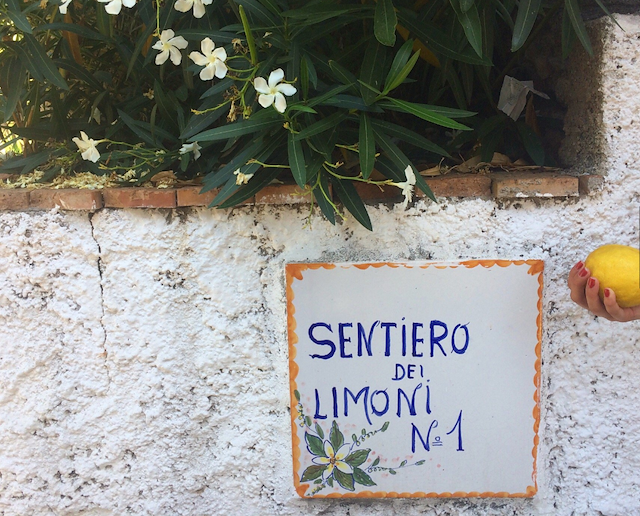 SENTIERO
DEI
LIMONI
Nº 1